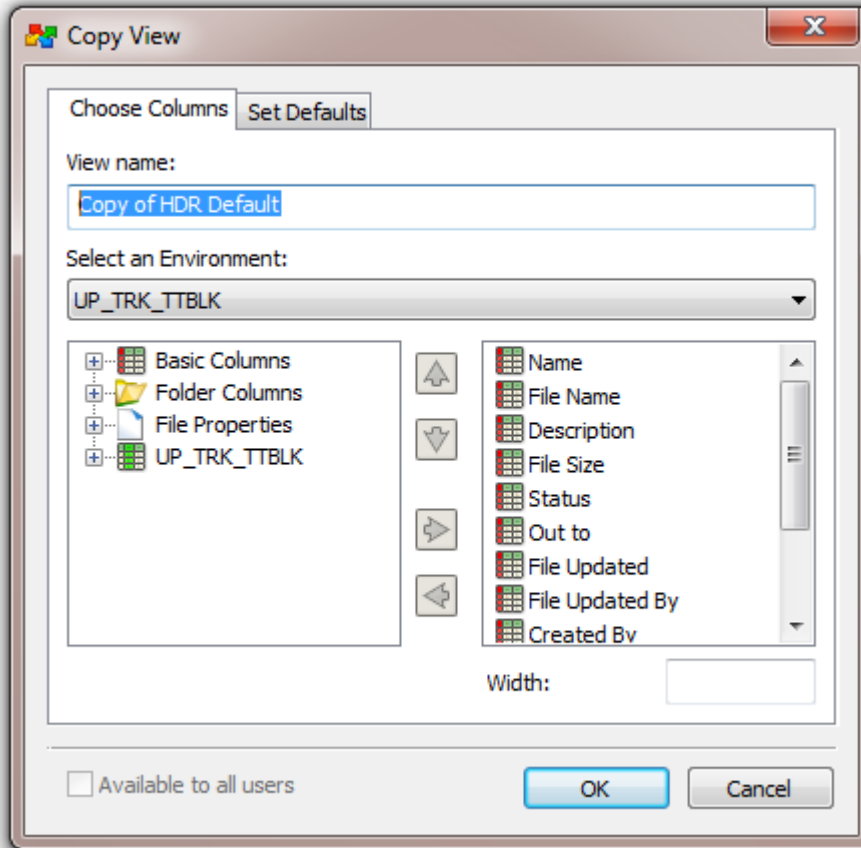 Copy View
Choose Columns
Set Defaults
View name:
Copy of HDR Default
Select an Environment:
UP_TRK_TTBLK
Basic Columns
Folder Columns
File Properties
UP_TRK_TTBLK
Name
File Name
Description
File Size
Status
Out to
File Updated
File Updated By
Created By
Width:
Available to all users
OK
Cancel